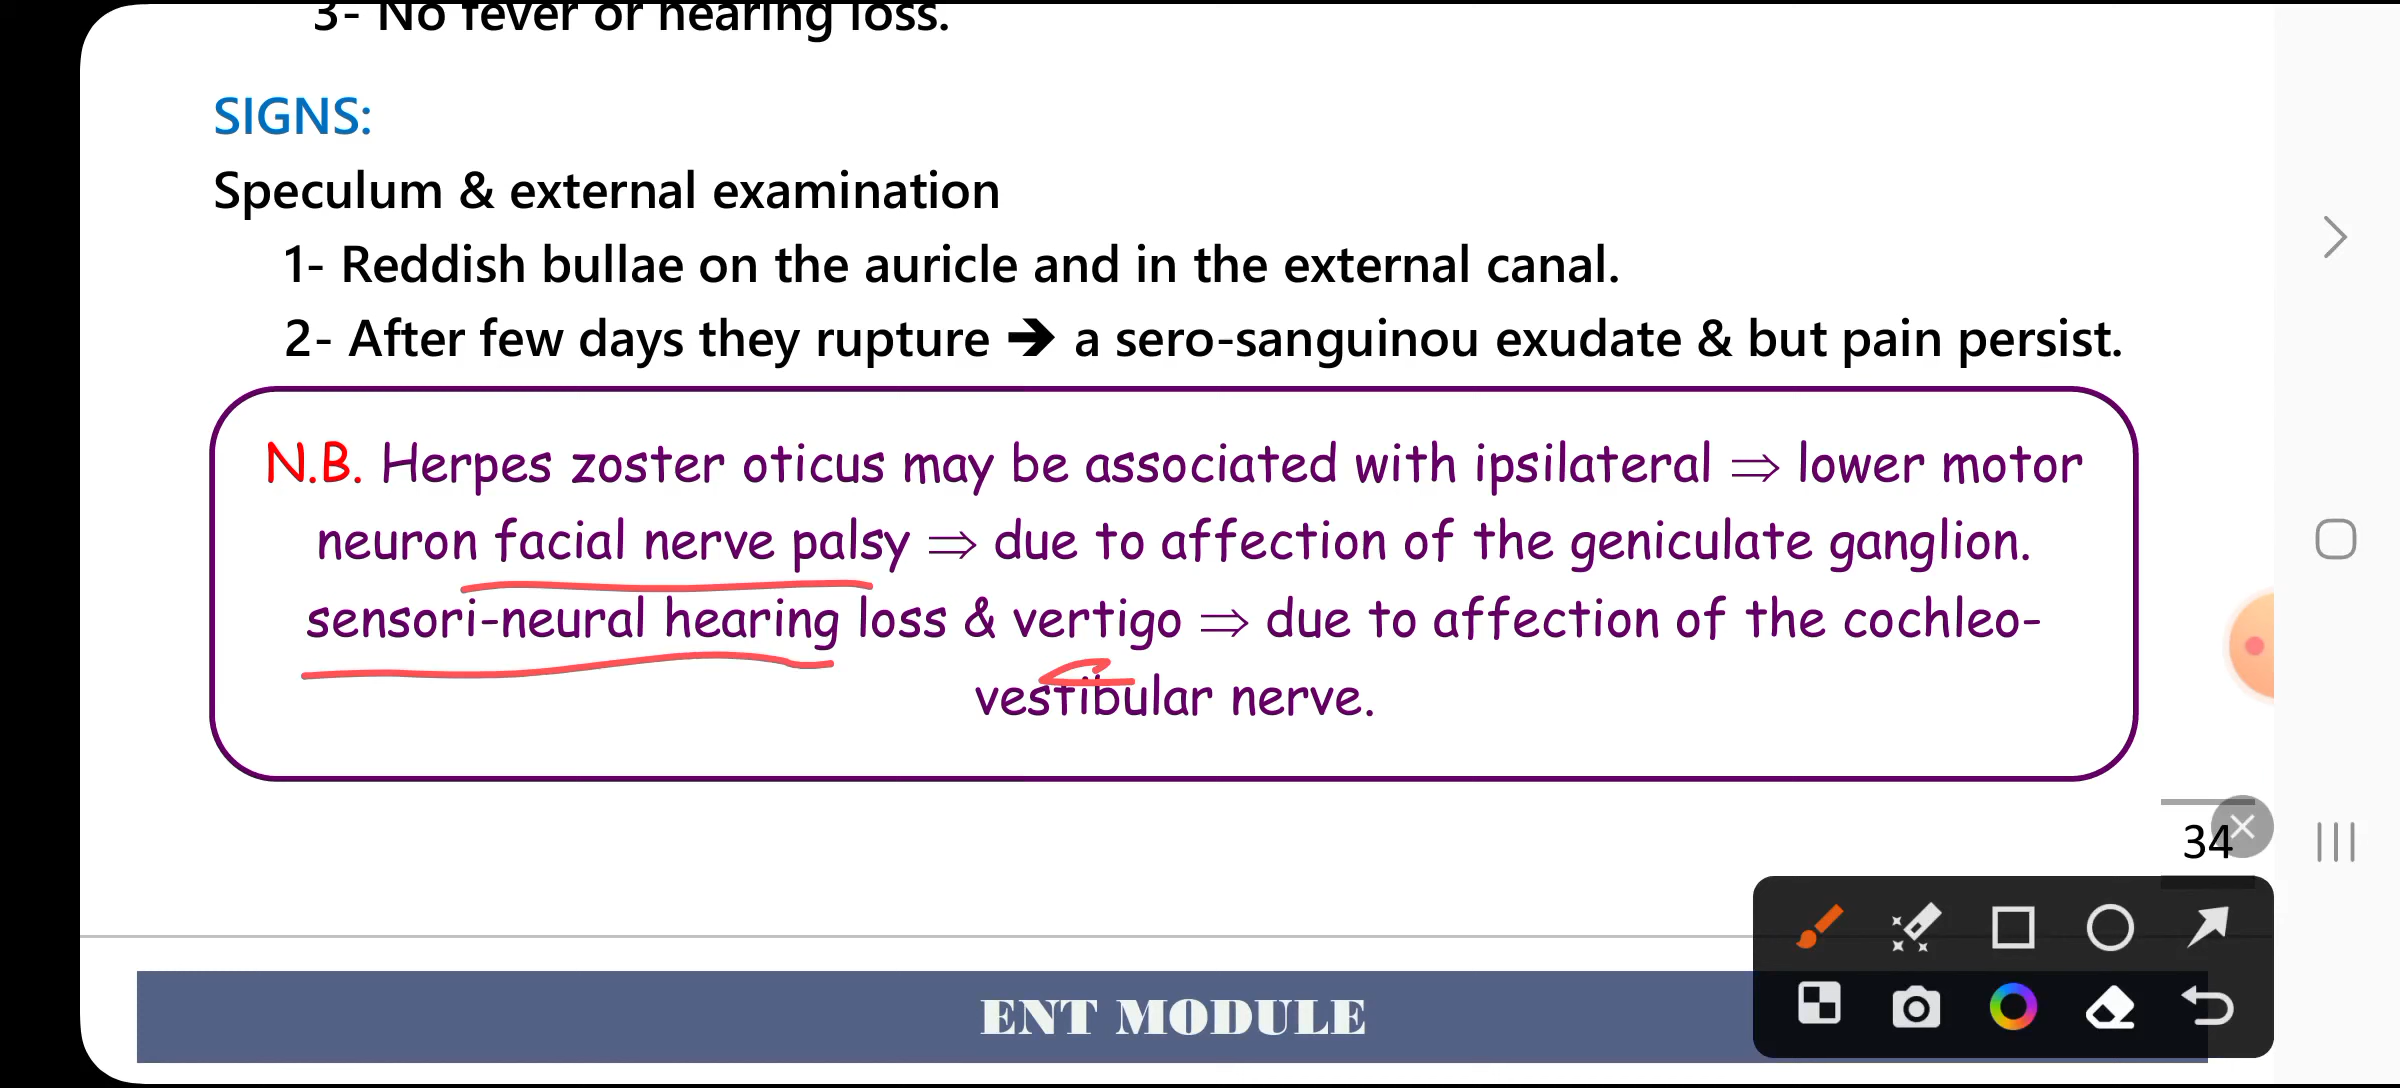 3- No fever or hearing loss.
SIGNS:
Speculum & external examination
1- Reddish bullae on the auricle and in the external canal.
2- After few days they rupture ➔ a sero-sanguinou exudate & but pain persist.
N.B. Herpes zoster oticus may be associated with ipsilateral ⇒ lower motor
neuron facial nerve palsy ⇒ due to affection of the geniculate ganglion.
sensori-neural hearing loss & vertigo ⇒ due to affection of the cochleo-
vestibular nerve.
34
ENT MODULE